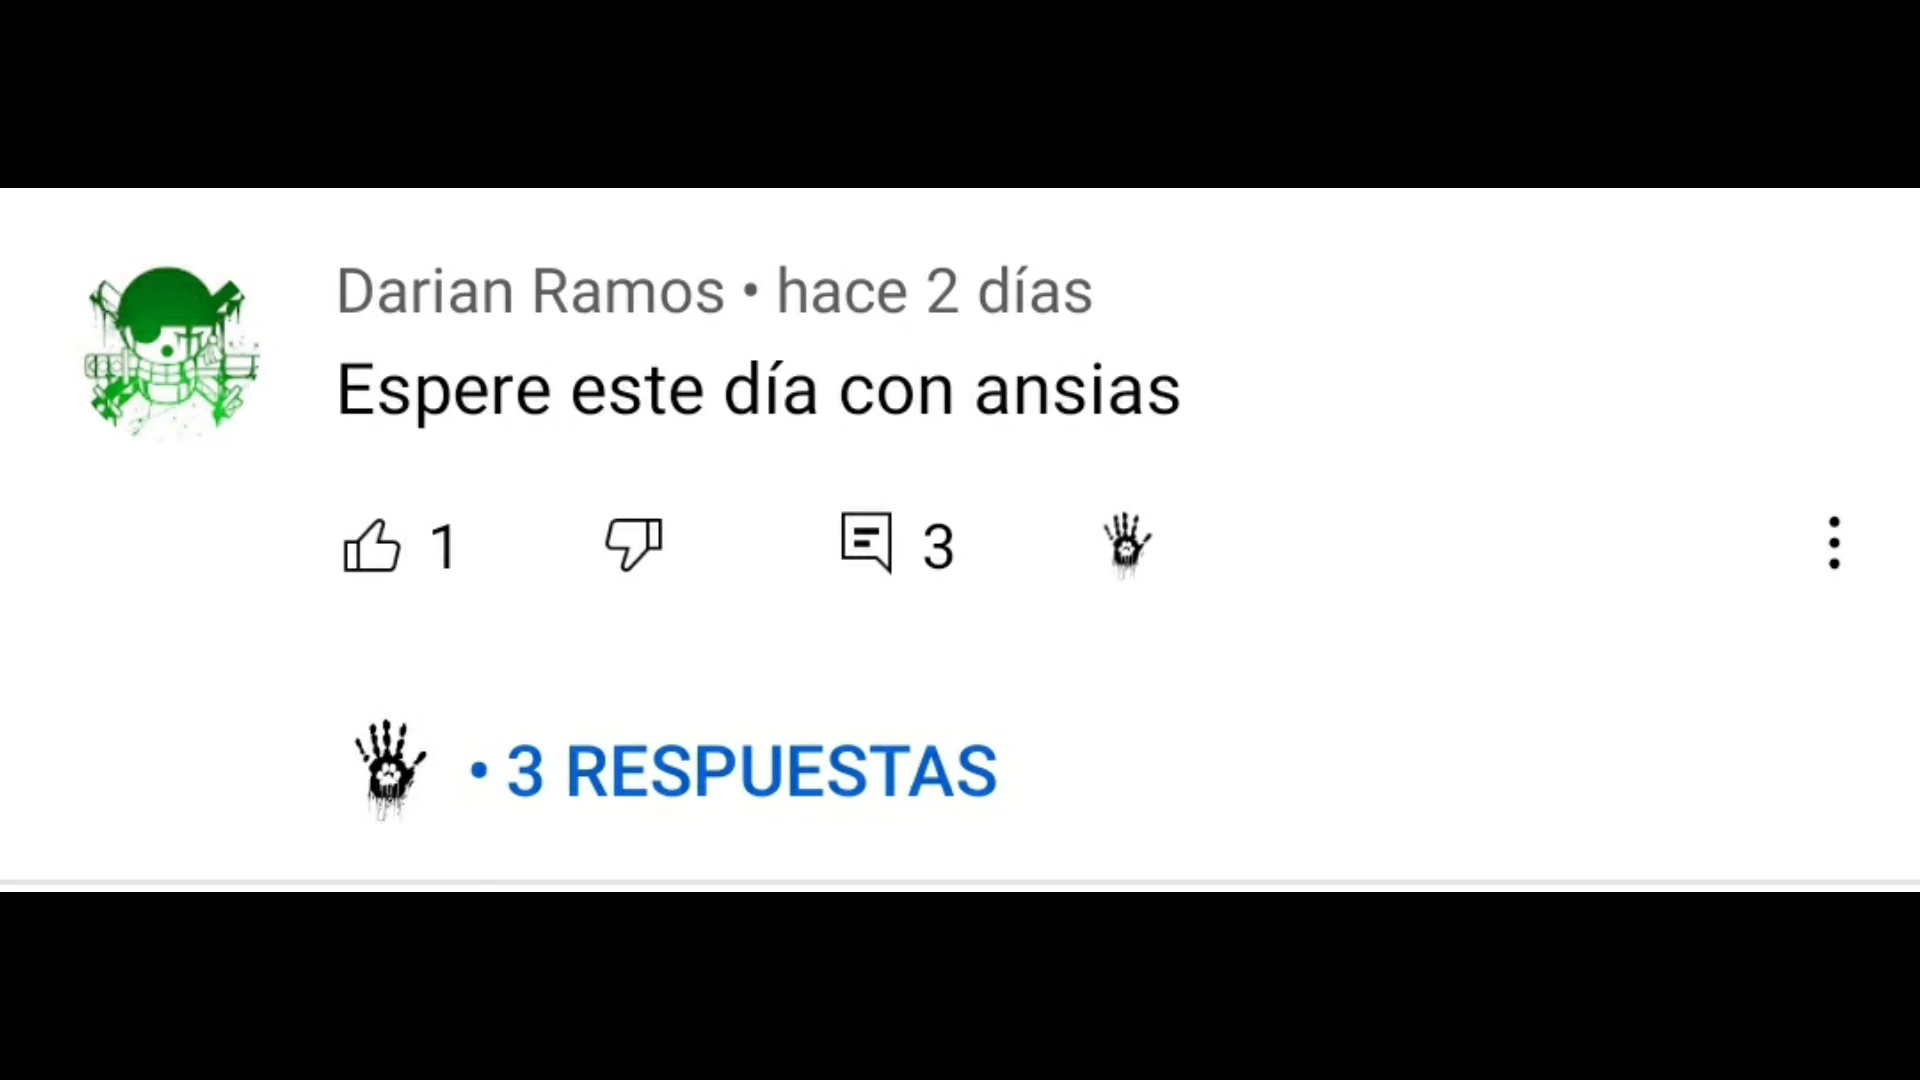 Darian Ramos • hace 2 días
Espere este día con ansias
1 3
• 3 RESPUESTAS